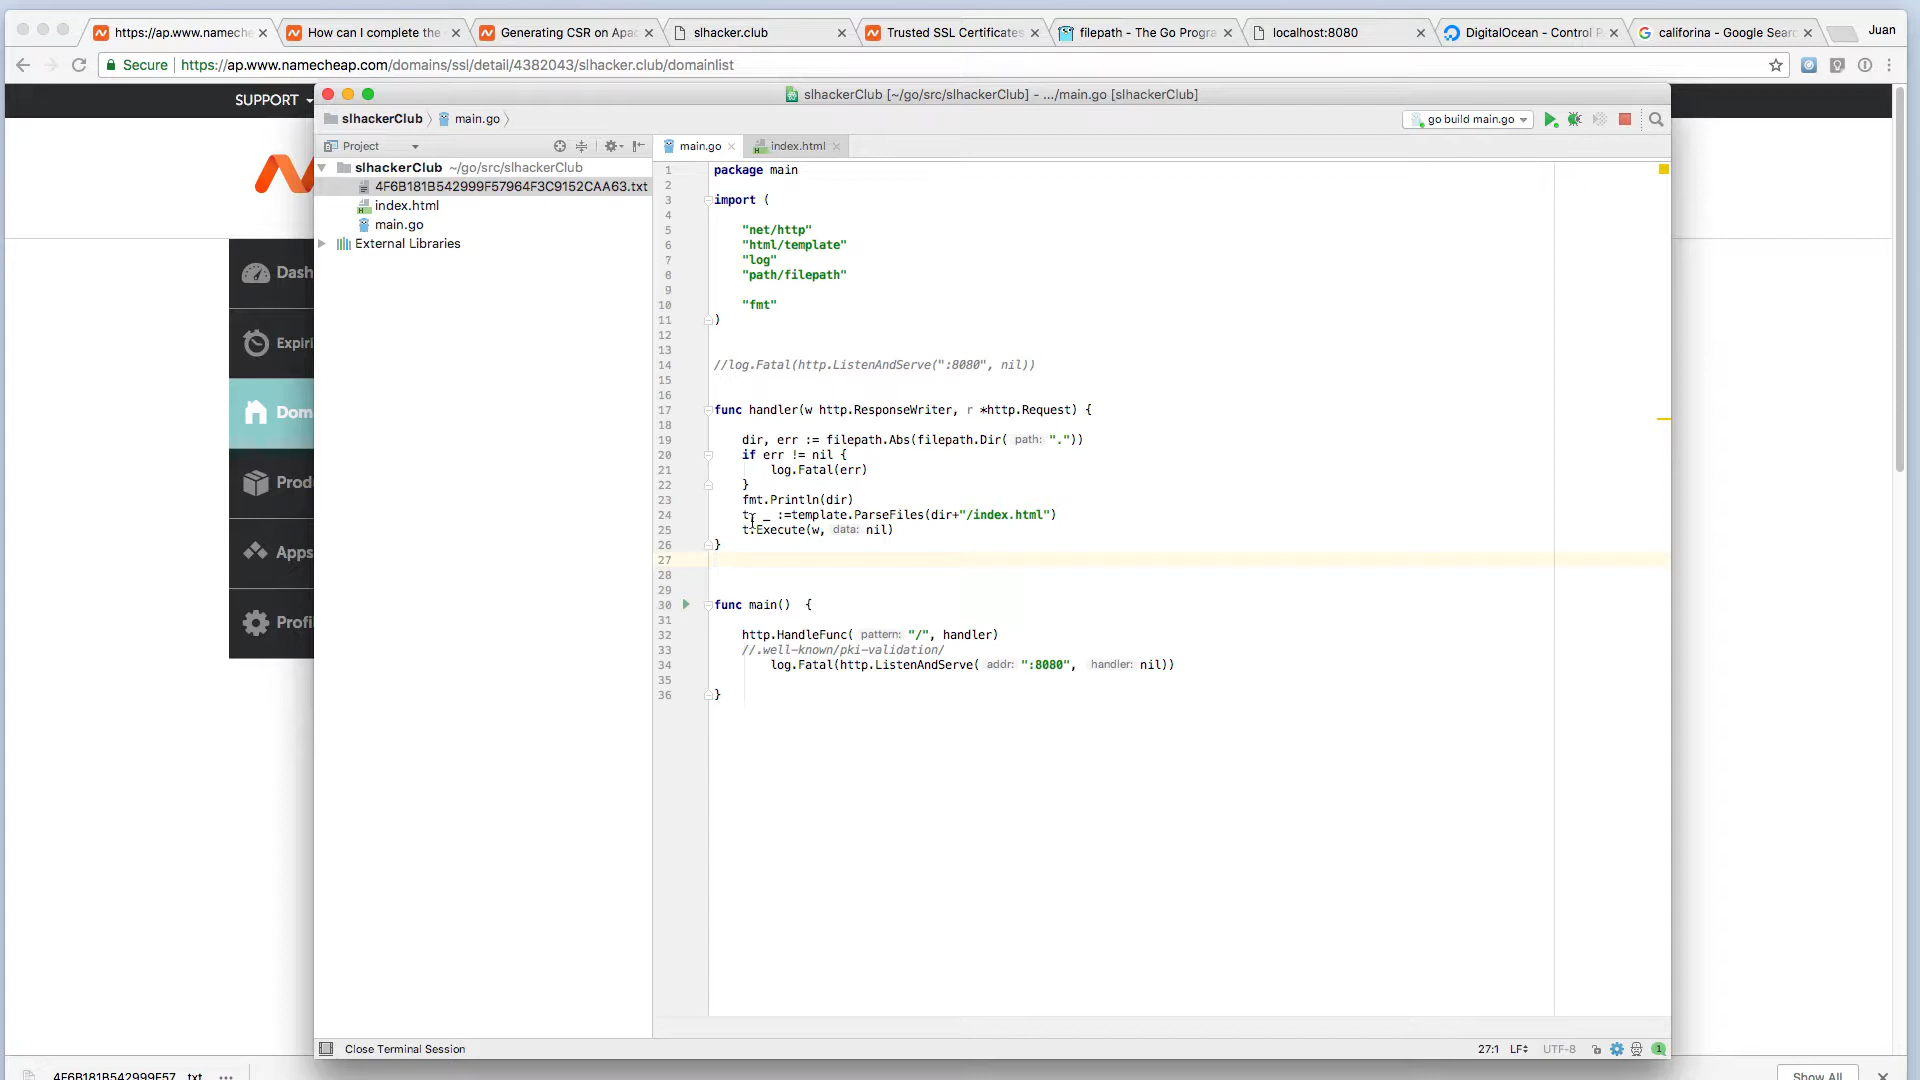 https://ap.www.nameche
How can I complete the
Generating CSR on Apac
slhacker.club
Trusted SSL Certificates
filepath - The Go Progra
localhost:8080
DigitalOcean - Control P
califorina - Google Searc
Juan
Secure
https://ap.www.namecheap.com/domains/ssl/detail/4382043/slhacker.club/domainlist
SUPPORT
slhackerClub [~/go/src/slhackerClub] - .../main.go [slhackerClub]
slhackerClub
main.go
go build main.go
Project
main.go
index.html
slhackerClub ~/go/src/slhackerClub
4F6B181B542999F57964F3C9152CAA63.txt
index.html
main.go
External Libraries
Dash
Expiri
Dom
Produ
Apps
Profil
1 package main
2
3 import (
4
5 "net/http"
6 "html/template"
7 "log"
8 "path/filepath"
9
10 "fmt"
11 )
12
13
14 //log.Fatal(http.ListenAndServe(":8080", nil))
15
16
17 func handler(w http.ResponseWriter, r *http.Request) {
18
19 dir, err := filepath.Abs(filepath.Dir( path: "."))
20 if err != nil {
21 log.Fatal(err)
22 }
23 fmt.Println(dir)
24 t, _ :=template.ParseFiles(dir+"/index.html")
25 t.Execute(w, data: nil)
26 }
27
28
29
30 func main() {
31
32 http.HandleFunc( pattern: "/", handler)
33 //.well-known/pki-validation/
34 log.Fatal(http.ListenAndServe( addr: ":8080", handler: nil))
35
36 }
Close Terminal Session
27:1
LF
UTF-8
1
4F6B181B542999F57....txt
Show All